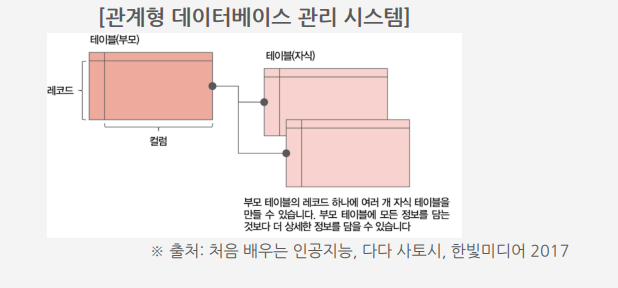 [관계형 데이터베이스 관리 시스템]
테이블(부모)
테이블(자식)
레코드
컬럼
부모 테이블의 레코드 하나에 여러 개 자식 테이블을
만들 수 있습니다. 부모 테이블에 모든 정보를 담는
것보다 더 상세한 정보를 담을 수 있습니다
※ 출처: 처음 배우는 인공지능, 다다 사토시, 한빛미디어 2017